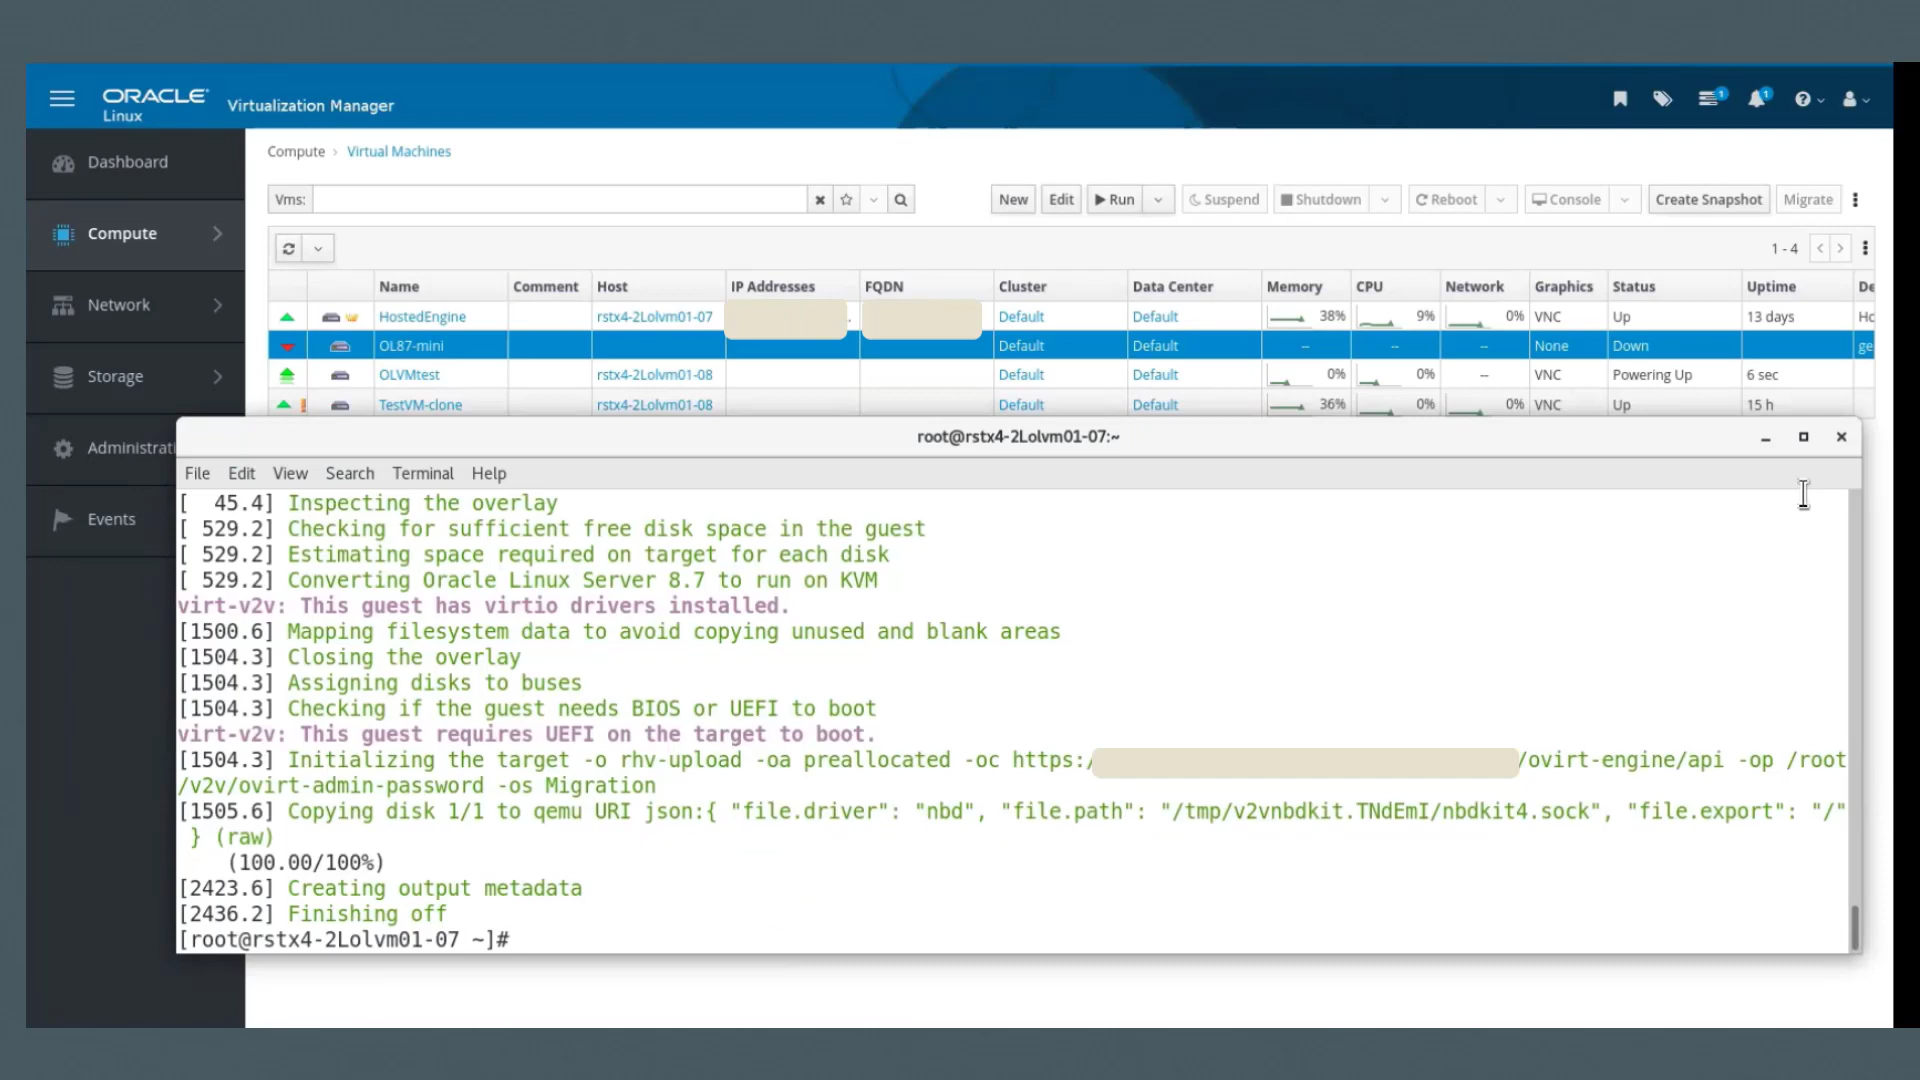 ORACLE
Linux
Virtualization Manager
1
1
Dashboard
Compute
Network
Storage
Administrati
Events
Compute > Virtual Machines
Vms:
New Edit Run Suspend Shutdown Reboot Console Create Snapshot Migrate
1 - 4
Name Comment Host IP Addresses FQDN Cluster Data Center Memory CPU Network Graphics Status Uptime De
HostedEngine rstx4-2Lolvm01-07 . Default Default 38% 9% 0% VNC Up 13 days Ho
OL87-mini Default Default -- -- -- None Down ge
OLVMtest rstx4-2Lolvm01-08 Default Default 0% 0% -- VNC Powering Up 6 sec
TestVM-clone rstx4-2Lolvm01-08 Default Default 36% 0% 0% VNC Up 15 h
root@rstx4-2Lolvm01-07:~
File Edit View Search Terminal Help
[  45.4] Inspecting the overlay
[ 529.2] Checking for sufficient free disk space in the guest
[ 529.2] Estimating space required on target for each disk
[ 529.2] Converting Oracle Linux Server 8.7 to run on KVM
virt-v2v: This guest has virtio drivers installed.
[1500.6] Mapping filesystem data to avoid copying unused and blank areas
[1504.3] Closing the overlay
[1504.3] Assigning disks to buses
[1504.3] Checking if the guest needs BIOS or UEFI to boot
virt-v2v: This guest requires UEFI on the target to boot.
[1504.3] Initializing the target -o rhv-upload -oa preallocated -oc https:/ /ovirt-engine/api -op /root
/v2v/ovirt-admin-password -os Migration
[1505.6] Copying disk 1/1 to qemu URI json:{ "file.driver": "nbd", "file.path": "/tmp/v2vnbdkit.TNdEmI/nbdkit4.sock", "file.export": "/"
} (raw)
(100.00/100%)
[2423.6] Creating output metadata
[2436.2] Finishing off
[root@rstx4-2Lolvm01-07 ~]#